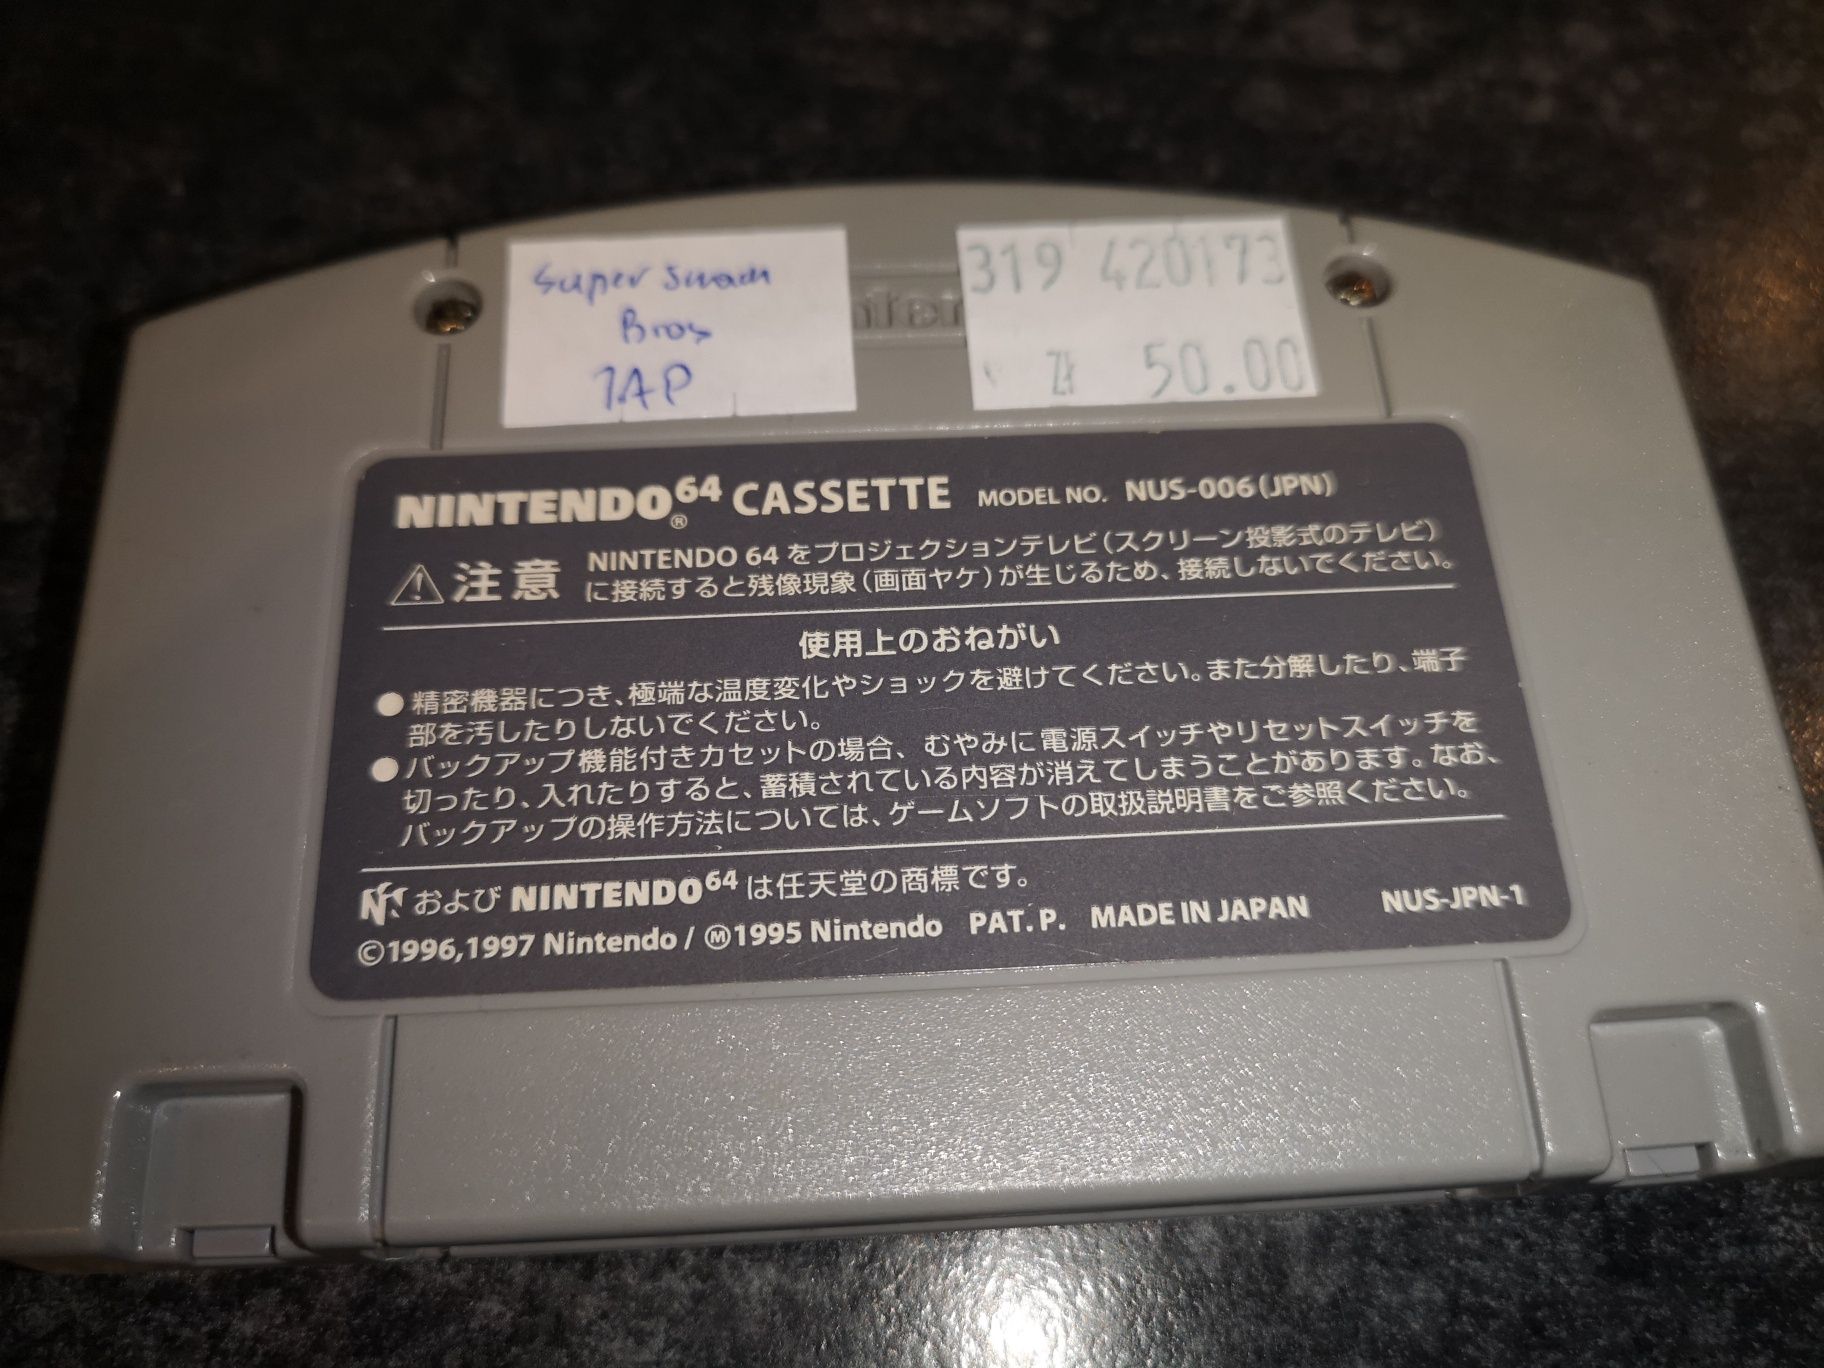 Super Smash
Bros
JAP
319 420173
zł 50.00
NINTENDO®64 CASSETTE MODEL NO. NUS-006(JPN)
注意 NINTENDO 64をプロジェクションテレビ(スクリーン投影式のテレビ)
に接続すると残像現象(画面ヤケ)が生じるため、接続しないでください。
使用上のおねがい
●精密機器につき、極端な温度変化やショックを避けてください。また分解したり、端子
部を汚したりしないでください。
●バックアップ機能付きカセットの場合、むやみに電源スイッチやリセットスイッチを
切ったり、入れたりすると、蓄積されている内容が消えてしまうことがあります。なお、
バックアップの操作方法については、ゲームソフトの取扱説明書をご参照ください。
および NINTENDO64は任天堂の商標です。
©1996,1997 Nintendo / Ⓜ1995 Nintendo PAT. P. MADE IN JAPAN NUS-JPN-1